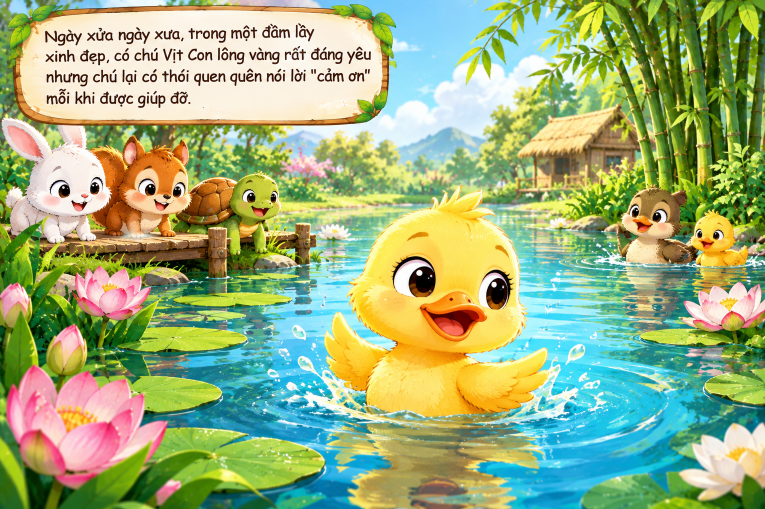 Ngày xửa ngày xưa, trong một đầm lầy
xinh đẹp, có chú Vịt Con lông vàng rất đáng yêu
nhưng chú lại có thói quen quên nói lời "cảm ơn"
mỗi khi được giúp đỡ.